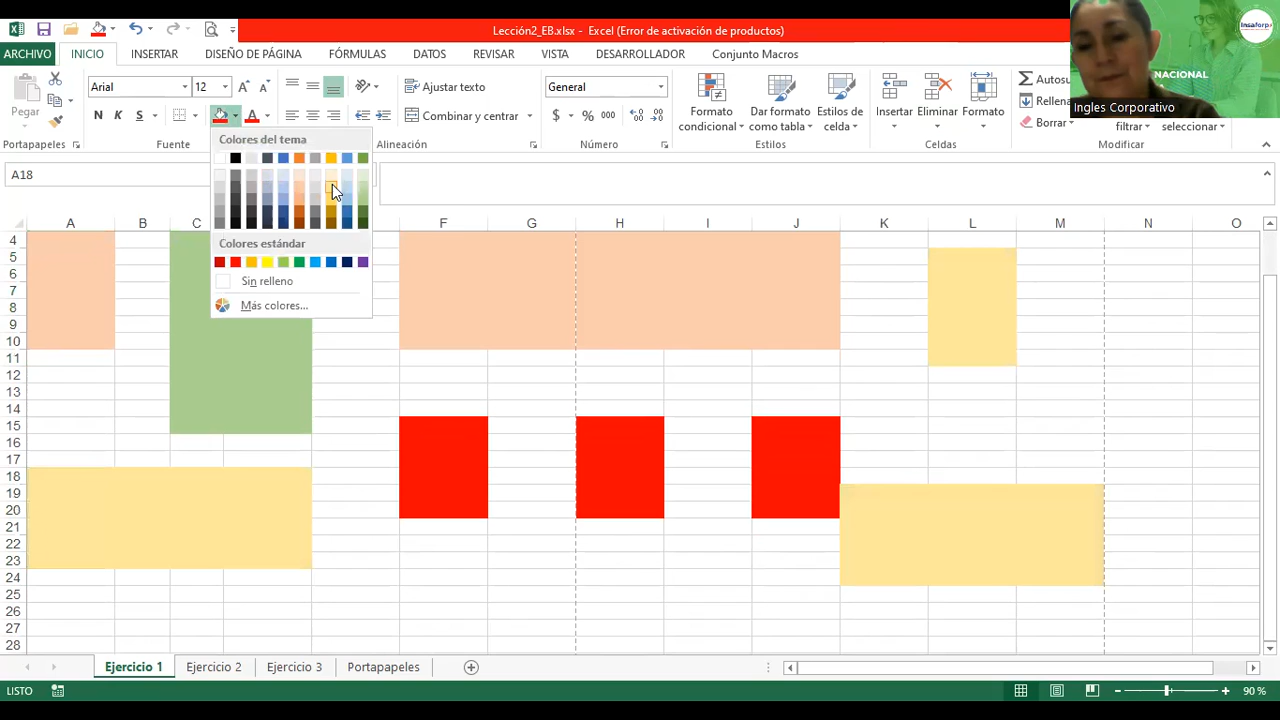 Lección2_EB.xlsx - Excel (Error de activación de productos)
ARCHIVO INICIO INSERTAR DISEÑO DE PÁGINA FÓRMULAS DATOS REVISAR VISTA DESARROLLADOR Conjunto Macros
Insaforp
NACIONAL
Ingles Corporativo
Pegar
Arial 12 A A
N K S A
Ajustar texto
Combinar y centrar
General
$ % 000
Formato condicional
Dar formato como tabla
Estilos de celda
Insertar Eliminar Formato
Autosu
Rellena
Borrar
filtrar seleccionar
Portapapeles Fuente Alineación Número Estilos Celdas Modificar
A18
Colores del tema
Colores estándar
Sin relleno
Más colores...
A B C F G H I J K L M N O
4
5
6
7
8
9
10
11
12
13
14
15
16
17
18
19
20
21
22
23
24
25
26
27
28
Ejercicio 1 Ejercicio 2 Ejercicio 3 Portapapeles
LISTO
90 %